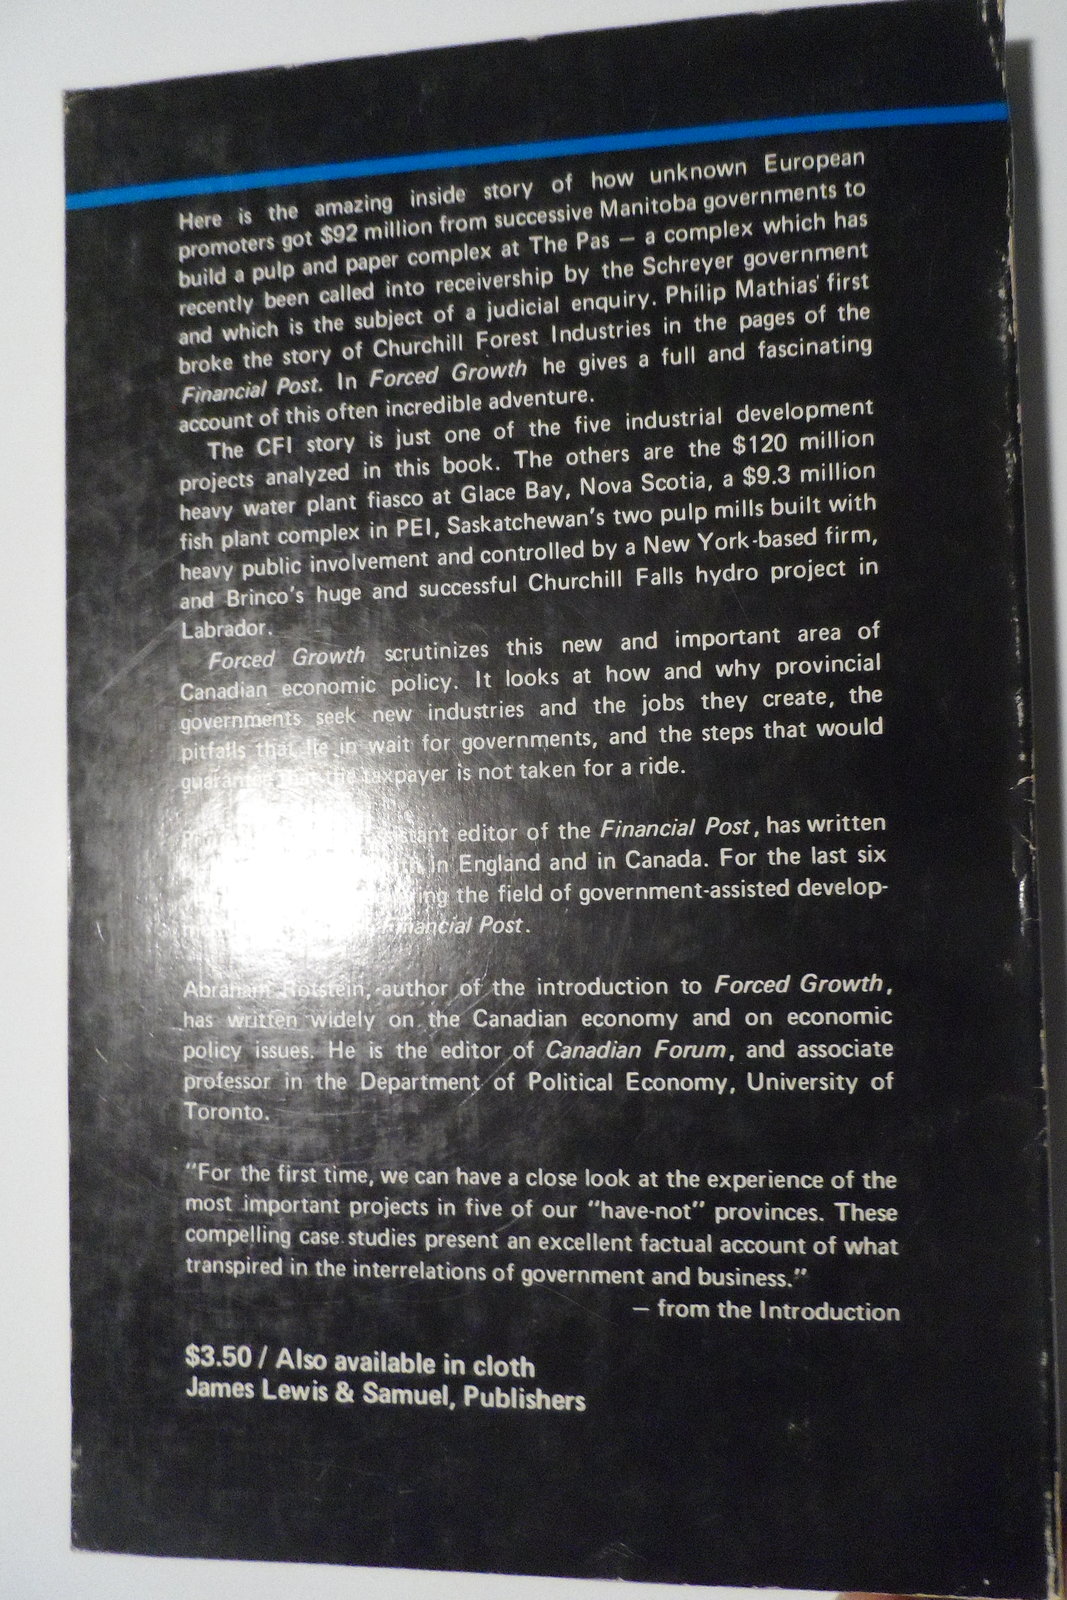 Here is the amazing inside story of how unknown European
promoters got $92 million from successive Manitoba governments to
build a pulp and paper complex at The Pas — a complex which has
recently been called into receivership by the Schreyer government
and which is the subject of a judicial enquiry. Philip Mathias' first
broke the story of Churchill Forest Industries in the pages of the
Financial Post. In Forced Growth he gives a full and fascinating
account of this often incredible adventure.
The CFI story is just one of the five industrial development
projects analyzed in this book. The others are the $120 million
heavy water plant fiasco at Glace Bay, Nova Scotia, a $9.3 million
fish plant complex in PEI, Saskatchewan's two pulp mills built with
heavy public involvement and controlled by a New York-based firm,
and Brinco's huge and successful Churchill Falls hydro project in
Labrador.
Forced Growth scrutinizes this new and important area of
Canadian economic policy. It looks at how and why provincial
governments seek new industries and the jobs they create, the
pitfalls that lie in wait for governments, and the steps that would
guarantee that the taxpayer is not taken for a ride.
editor of the Financial Post, has written
in England and in Canada. For the last six
the field of government-assisted develop-
Financial Post.
Abraham Rotstein, author of the introduction to Forced Growth,
has written widely on the Canadian economy and on economic
policy issues. He is the editor of Canadian Forum, and associate
professor in the Department of Political Economy, University of
Toronto.
"For the first time, we can have a close look at the experience of the
most important projects in five of our "have-not" provinces. These
compelling case studies present an excellent factual account of what
transpired in the interrelations of government and business."
— from the Introduction
$3.50 / Also available in cloth
James Lewis & Samuel, Publishers